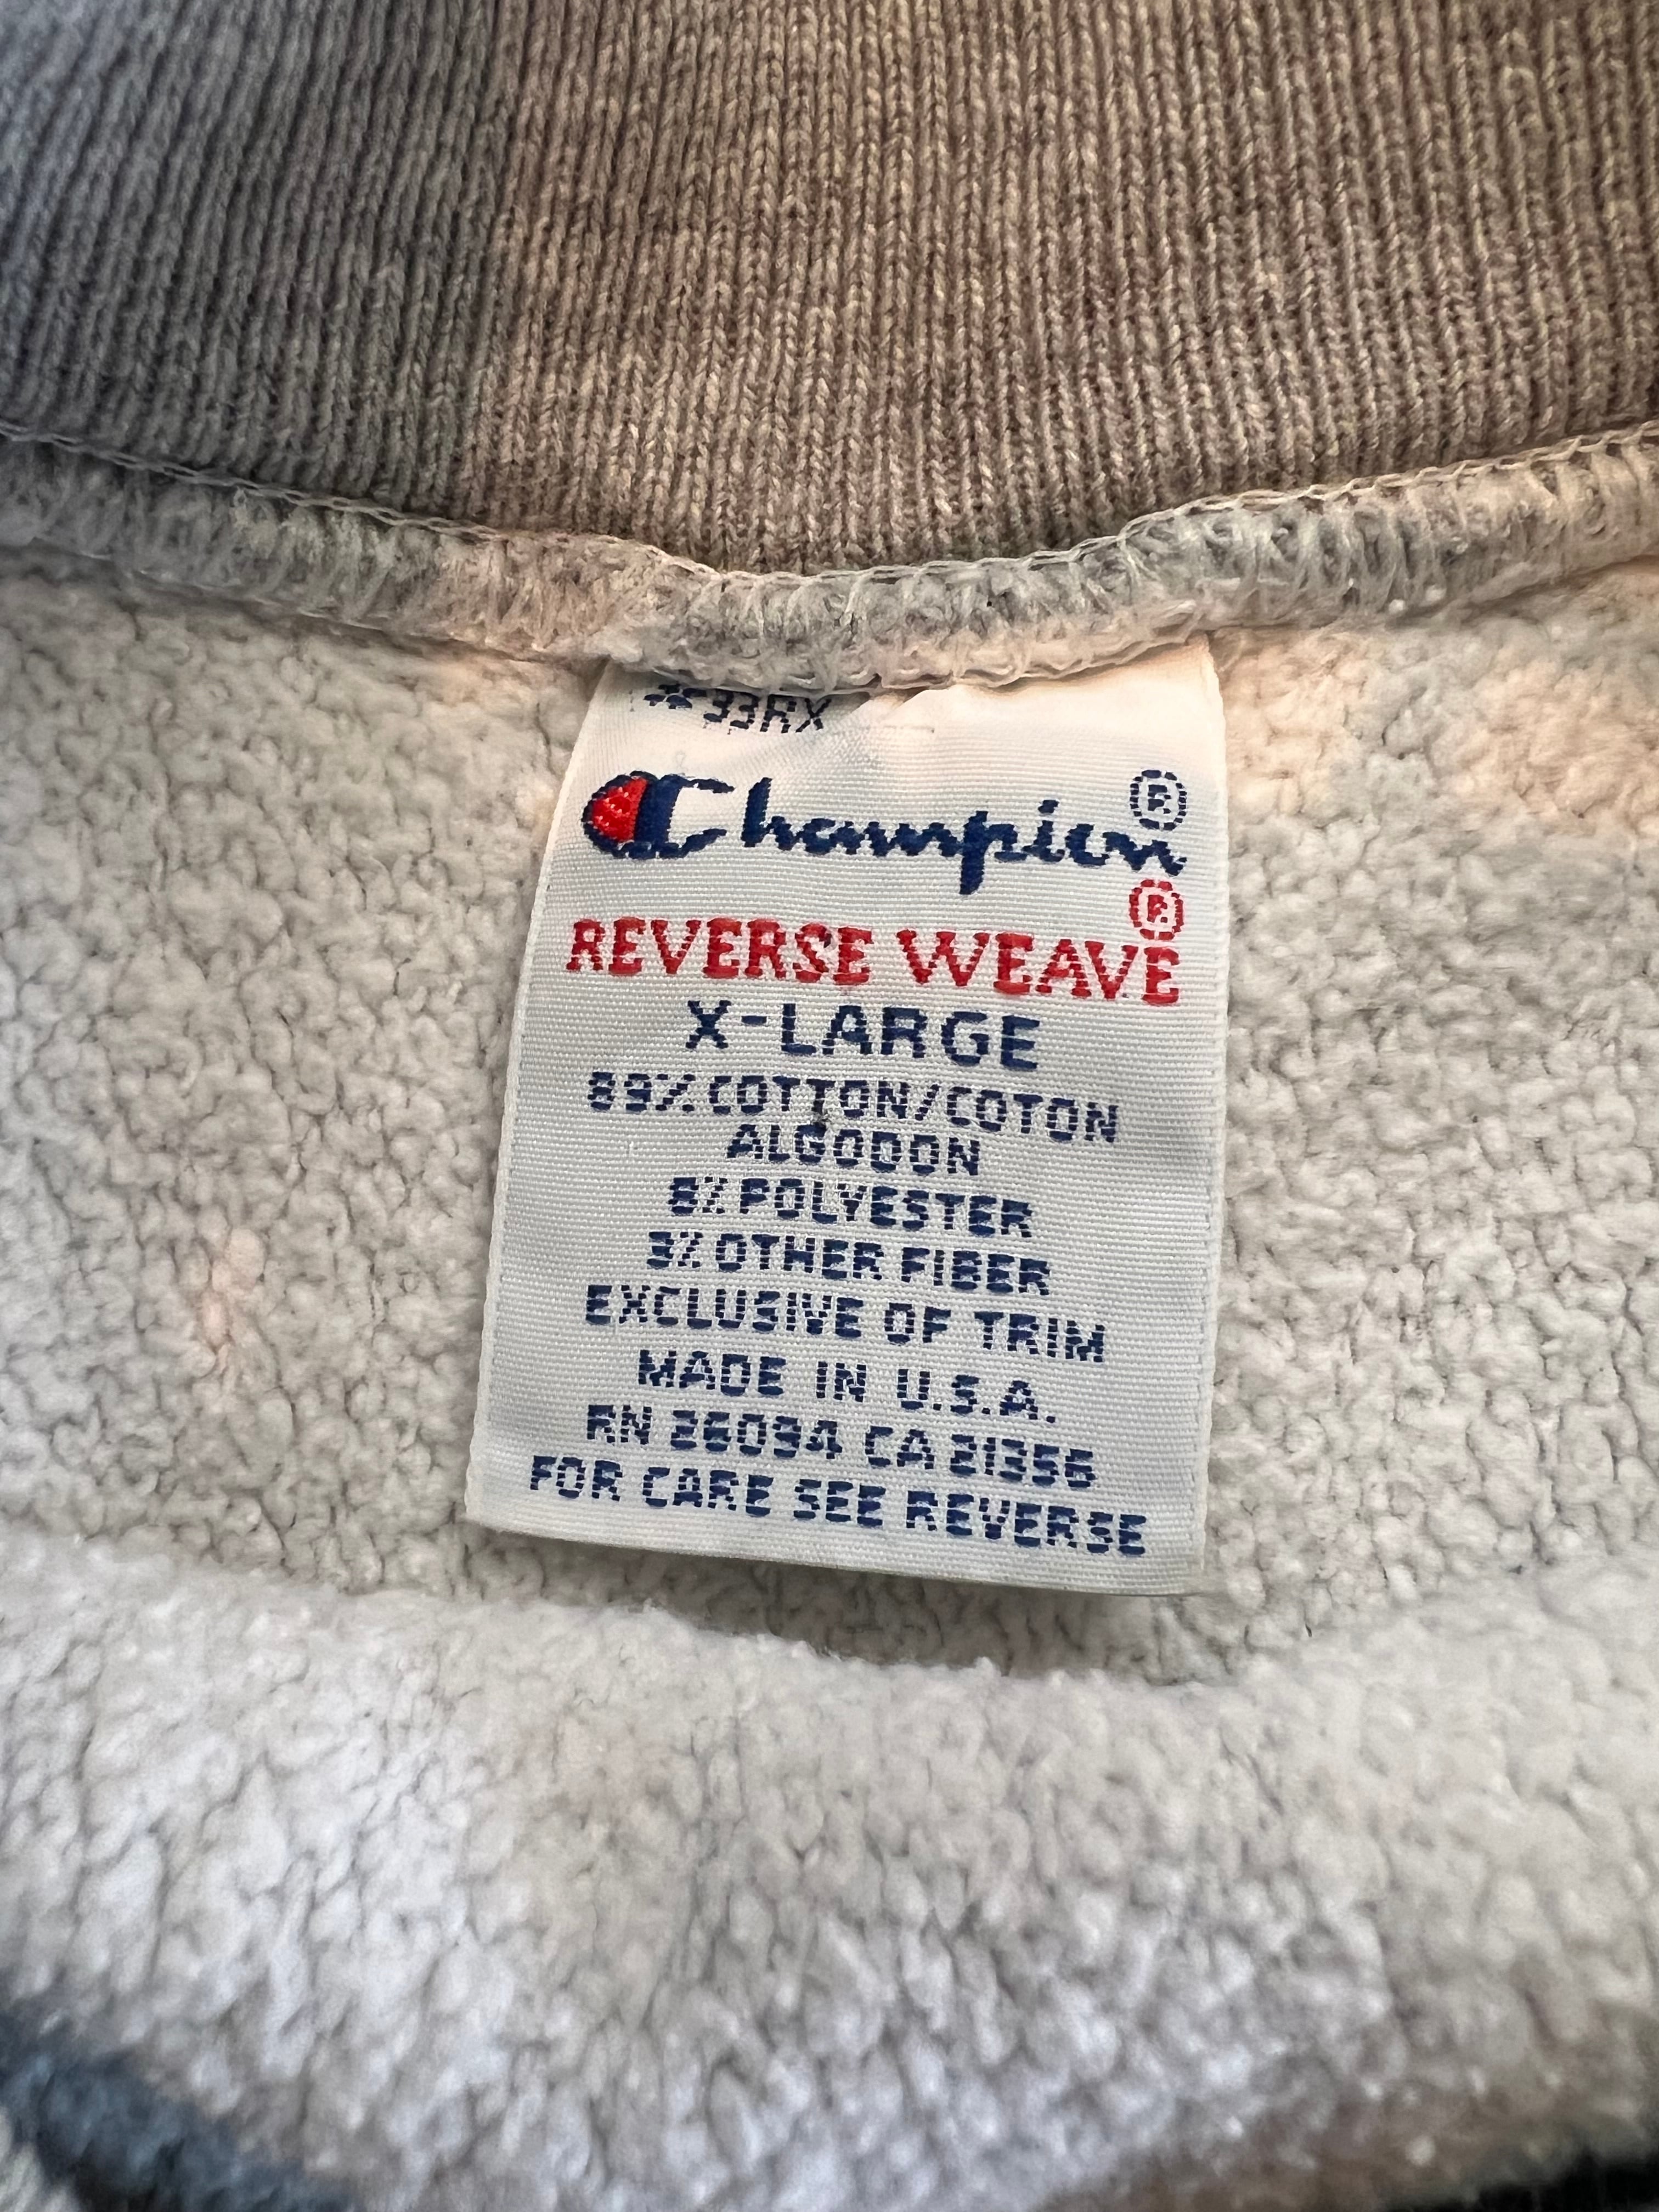 #33RX
Champion®
REVERSE WEAVE®
X-LARGE
89% COTTON/COTON
ALGODON
8% POLYESTER
3% OTHER FIBER
EXCLUSIVE OF TRIM
MADE IN U.S.A.
RN 26094 CA 21356
FOR CARE SEE REVERSE